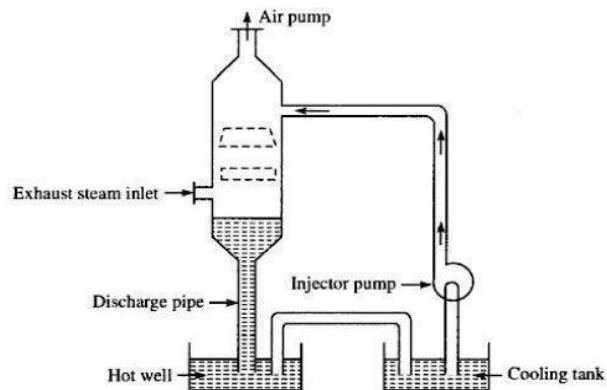 Air pump
Exhaust steam inlet
Injector pump
Discharge pipe
Hot well
Cooling tank